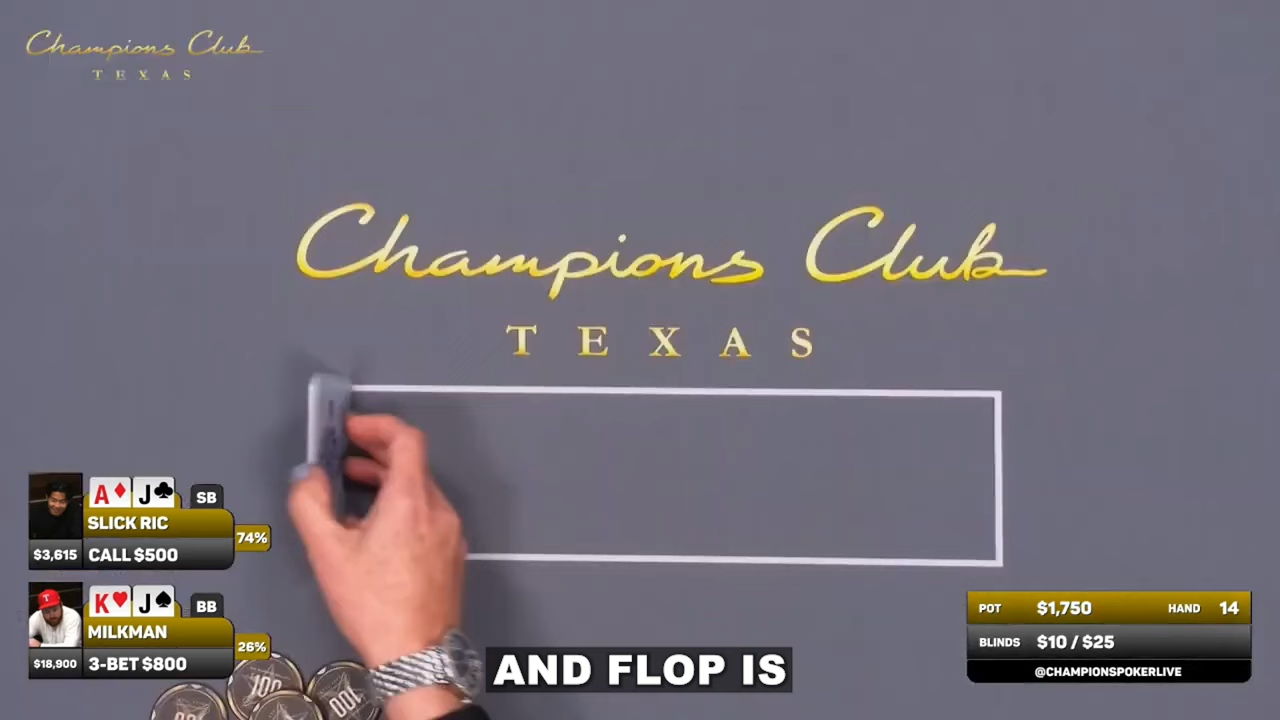 Champions Club
TEXAS
Champions Club
TEXAS
A J SB
SLICK RIC
74%
$3,615 CALL $500
K J BB
MILKMAN
26%
$18,900 3-BET $800
100
AND FLOP IS
POT $1,750 HAND 14
BLINDS $10 / $25
@CHAMPIONSPOKERLIVE